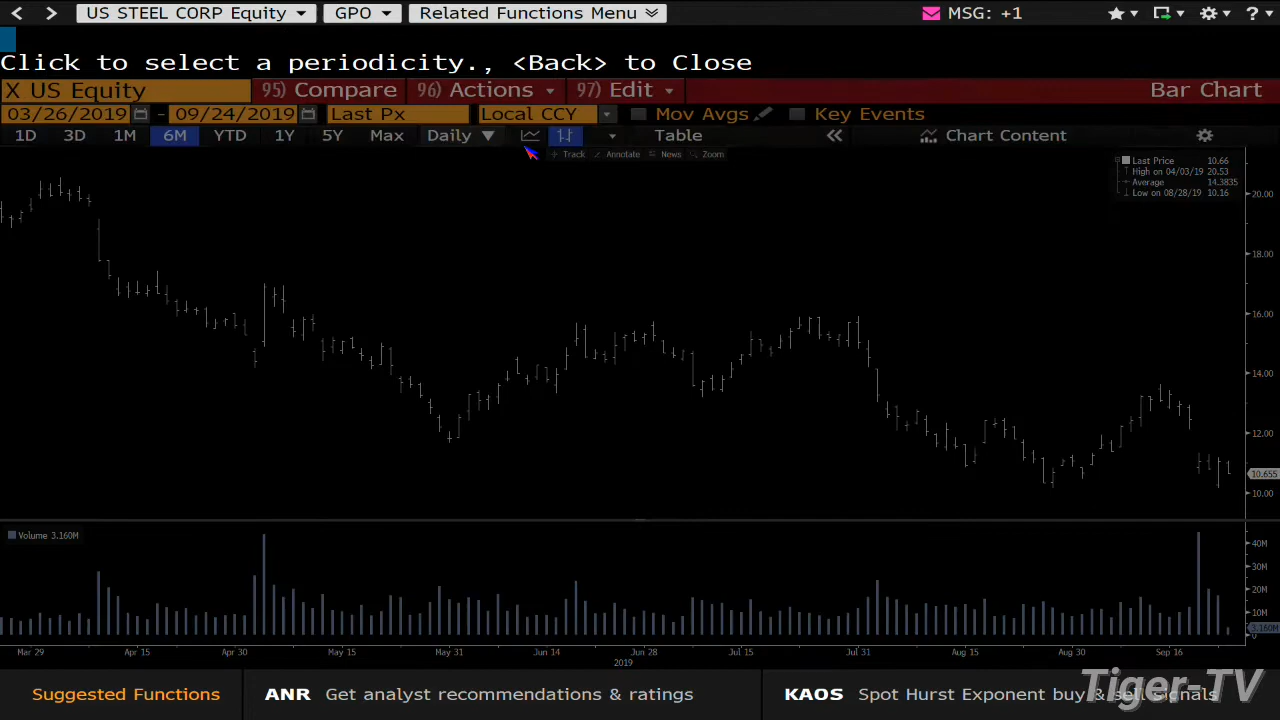 US STEEL CORP Equity GPO Related Functions Menu MSG: +1 ?
Click to select a periodicity., <Back> to Close
X US Equity 95) Compare 96) Actions 97) Edit Bar Chart
03/26/2019 - 09/24/2019 Last Px Local CCY Mov Avgs Key Events
1D 3D 1M 6M YTD 1Y 5Y Max Daily Table Chart Content
Track Annotate News Zoom
Last Price 10.66
High on 04/03/19 20.53
Average 14.3835
Low on 08/28/19 10.16
20.00
18.00
16.00
14.00
12.00
10.655
10.00
Volume 3.160M
40M
30M
20M
10M
3.160M
0
Mar 29 Apr 15 Apr 30 May 15 May 31 Jun 14 Jun 28 Jul 15 Jul 31 Aug 15 Aug 30 Sep 16
2019
Suggested Functions ANR Get analyst recommendations & ratings KAOS Spot Hurst Exponent buy & sell signals
Tiger-TV